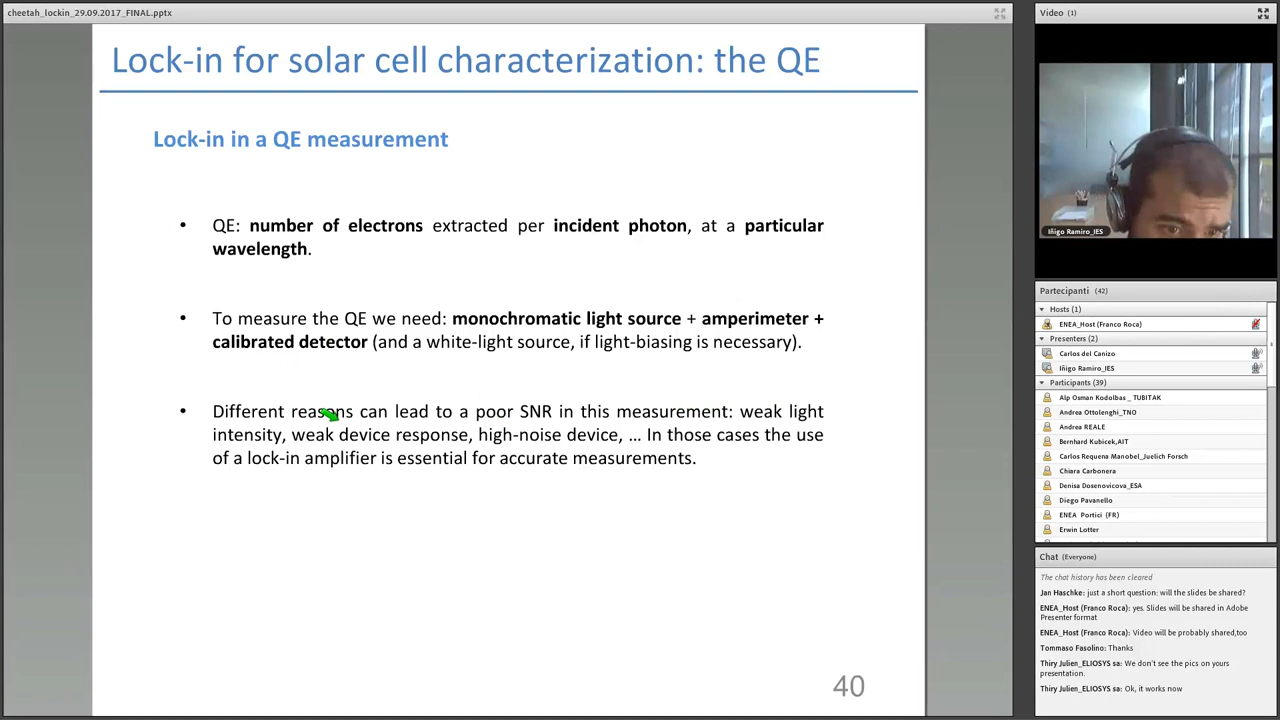 cheetah_lockin_29.09.2017_FINAL.pptx
Lock-in for solar cell characterization: the QE
Lock-in in a QE measurement
• QE: number of electrons extracted per incident photon, at a particular
wavelength.
• To measure the QE we need: monochromatic light source + amperimeter +
calibrated detector (and a white-light source, if light-biasing is necessary).
• Different reasons can lead to a poor SNR in this measurement: weak light
intensity, weak device response, high-noise device, ... In those cases the use
of a lock-in amplifier is essential for accurate measurements.
40
Video (1)
Iñigo Ramiro_IES
Partecipanti (42)
Hosts (1)
ENEA_Host (Franco Roca)
Presenters (2)
Carlos del Canizo
Iñigo Ramiro_IES
Participants (39)
Alp Osman Kodolbas _ TUBITAK
Andrea Ottolenghi_TNO
Andrea REALE
Bernhard Kubicek,AIT
Carlos Requena Manobel_Juelich Forsch
Chiara Carbonera
Denisa Dosenovicova_ESA
Diego Pavanello
ENEA Portici (FR)
Erwin Lotter
Chat (Everyone)
The chat history has been cleared
Jan Haschke: just a short question: will the slides be shared?
ENEA_Host (Franco Roca): yes. Slides will be shared in Adobe
Presenter format
ENEA_Host (Franco Roca): Video will be probably shared,too
Tommaso Fasolino: Thanks
Thiry Julien_ELIOSYS sa: We don't see the pics on yours
presentation.
Thiry Julien_ELIOSYS sa: Ok, it works now